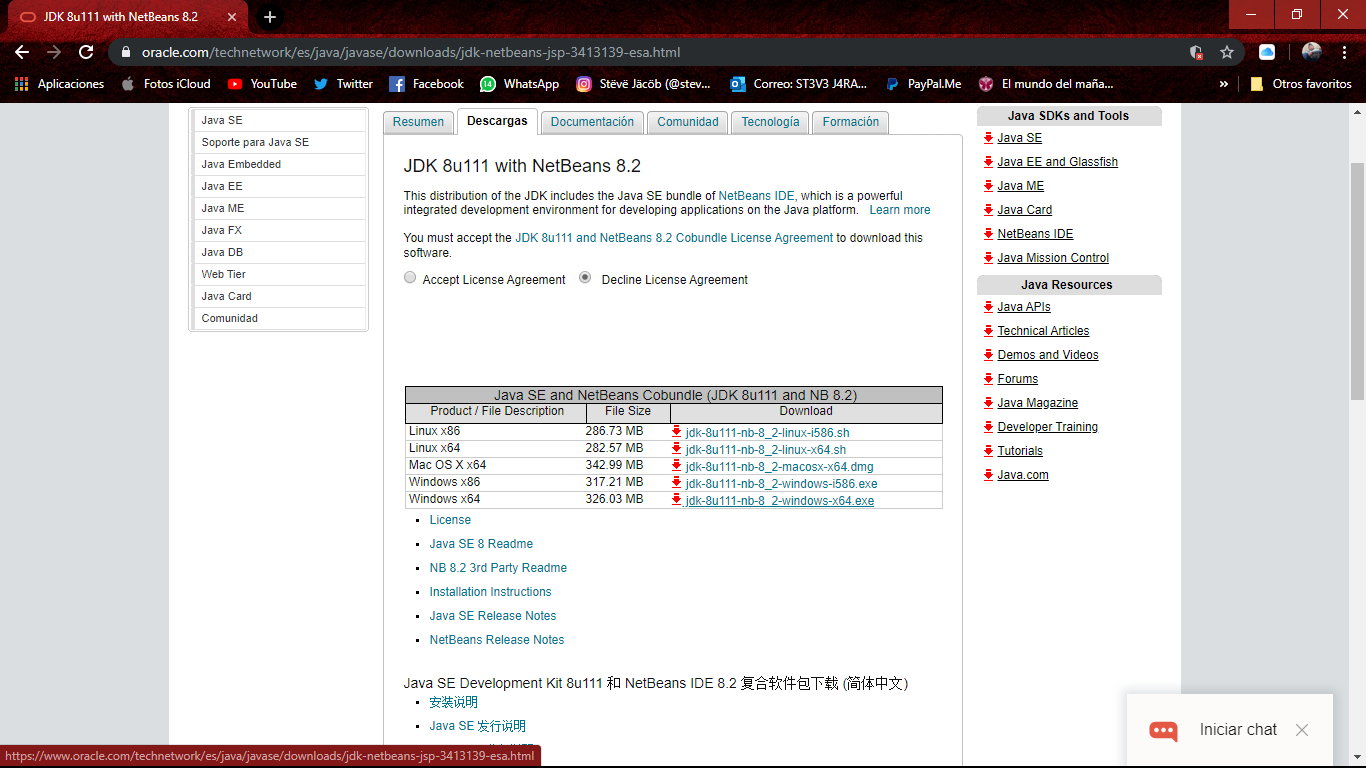 JDK 8u111 with NetBeans 8.2
oracle.com/technetwork/es/java/javase/downloads/jdk-netbeans-jsp-3413139-esa.html
Aplicaciones Fotos iCloud YouTube Twitter Facebook WhatsApp Stëvë Jäcöb (@stev... Correo: ST3V3 J4RA... PayPal.Me El mundo del maña... » Otros favoritos
Java SE
Soporte para Java SE
Java Embedded
Java EE
Java ME
Java FX
Java DB
Web Tier
Java Card
Comunidad
Resumen Descargas Documentación Comunidad Tecnología Formación
JDK 8u111 with NetBeans 8.2
This distribution of the JDK includes the Java SE bundle of NetBeans IDE, which is a powerful
integrated development environment for developing applications on the Java platform. Learn more
You must accept the JDK 8u111 and NetBeans 8.2 Cobundle License Agreement to download this
software.
Accept License Agreement Decline License Agreement
Java SE and NetBeans Cobundle (JDK 8u111 and NB 8.2)
Product / File Description File Size Download
Linux x86 286.73 MB jdk-8u111-nb-8_2-linux-i586.sh
Linux x64 282.57 MB jdk-8u111-nb-8_2-linux-x64.sh
Mac OS X x64 342.99 MB jdk-8u111-nb-8_2-macosx-x64.dmg
Windows x86 317.21 MB jdk-8u111-nb-8_2-windows-i586.exe
Windows x64 326.03 MB jdk-8u111-nb-8_2-windows-x64.exe
License
Java SE 8 Readme
NB 8.2 3rd Party Readme
Installation Instructions
Java SE Release Notes
NetBeans Release Notes
Java SE Development Kit 8u111 和 NetBeans IDE 8.2 复合软件包下载 (简体中文)
安装说明
Java SE 发行说明
Java SDKs and Tools
Java SE
Java EE and Glassfish
Java ME
Java Card
NetBeans IDE
Java Mission Control
Java Resources
Java APIs
Technical Articles
Demos and Videos
Forums
Java Magazine
Developer Training
Tutorials
Java.com
Iniciar chat
https://www.oracle.com/technetwork/es/java/javase/downloads/jdk-netbeans-jsp-3413139-esa.html